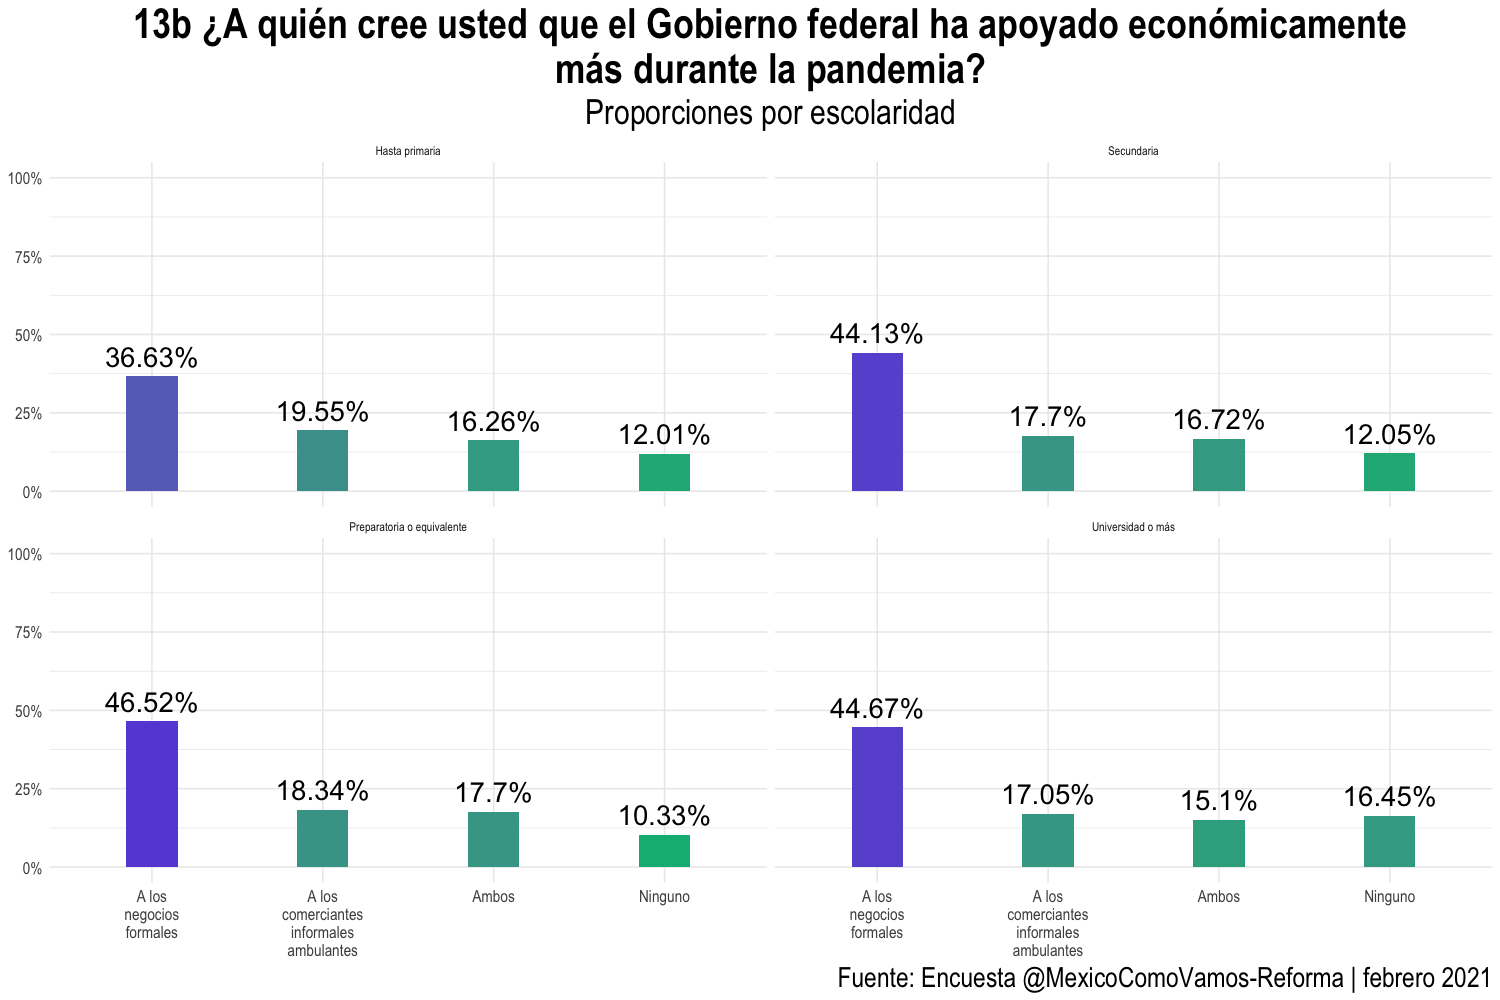 13b ¿A quién cree usted que el Gobierno federal ha apoyado económicamente
más durante la pandemia?
Proporciones por escolaridad
Hasta primaria
Secundaria
100%
75%
50%
25%
0%
36.63%
19.55%
16.26%
12.01%
44.13%
17.7%
16.72%
12.05%
Preparatoria o equivalente
Universidad o más
100%
75%
50%
25%
0%
46.52%
18.34%
17.7%
10.33%
44.67%
17.05%
15.1%
16.45%
A los
negocios
formales
A los
comerciantes
informales
ambulantes
Ambos
Ninguno
A los
negocios
formales
A los
comerciantes
informales
ambulantes
Ambos
Ninguno
Fuente: Encuesta @MexicoComoVamos-Reforma | febrero 2021